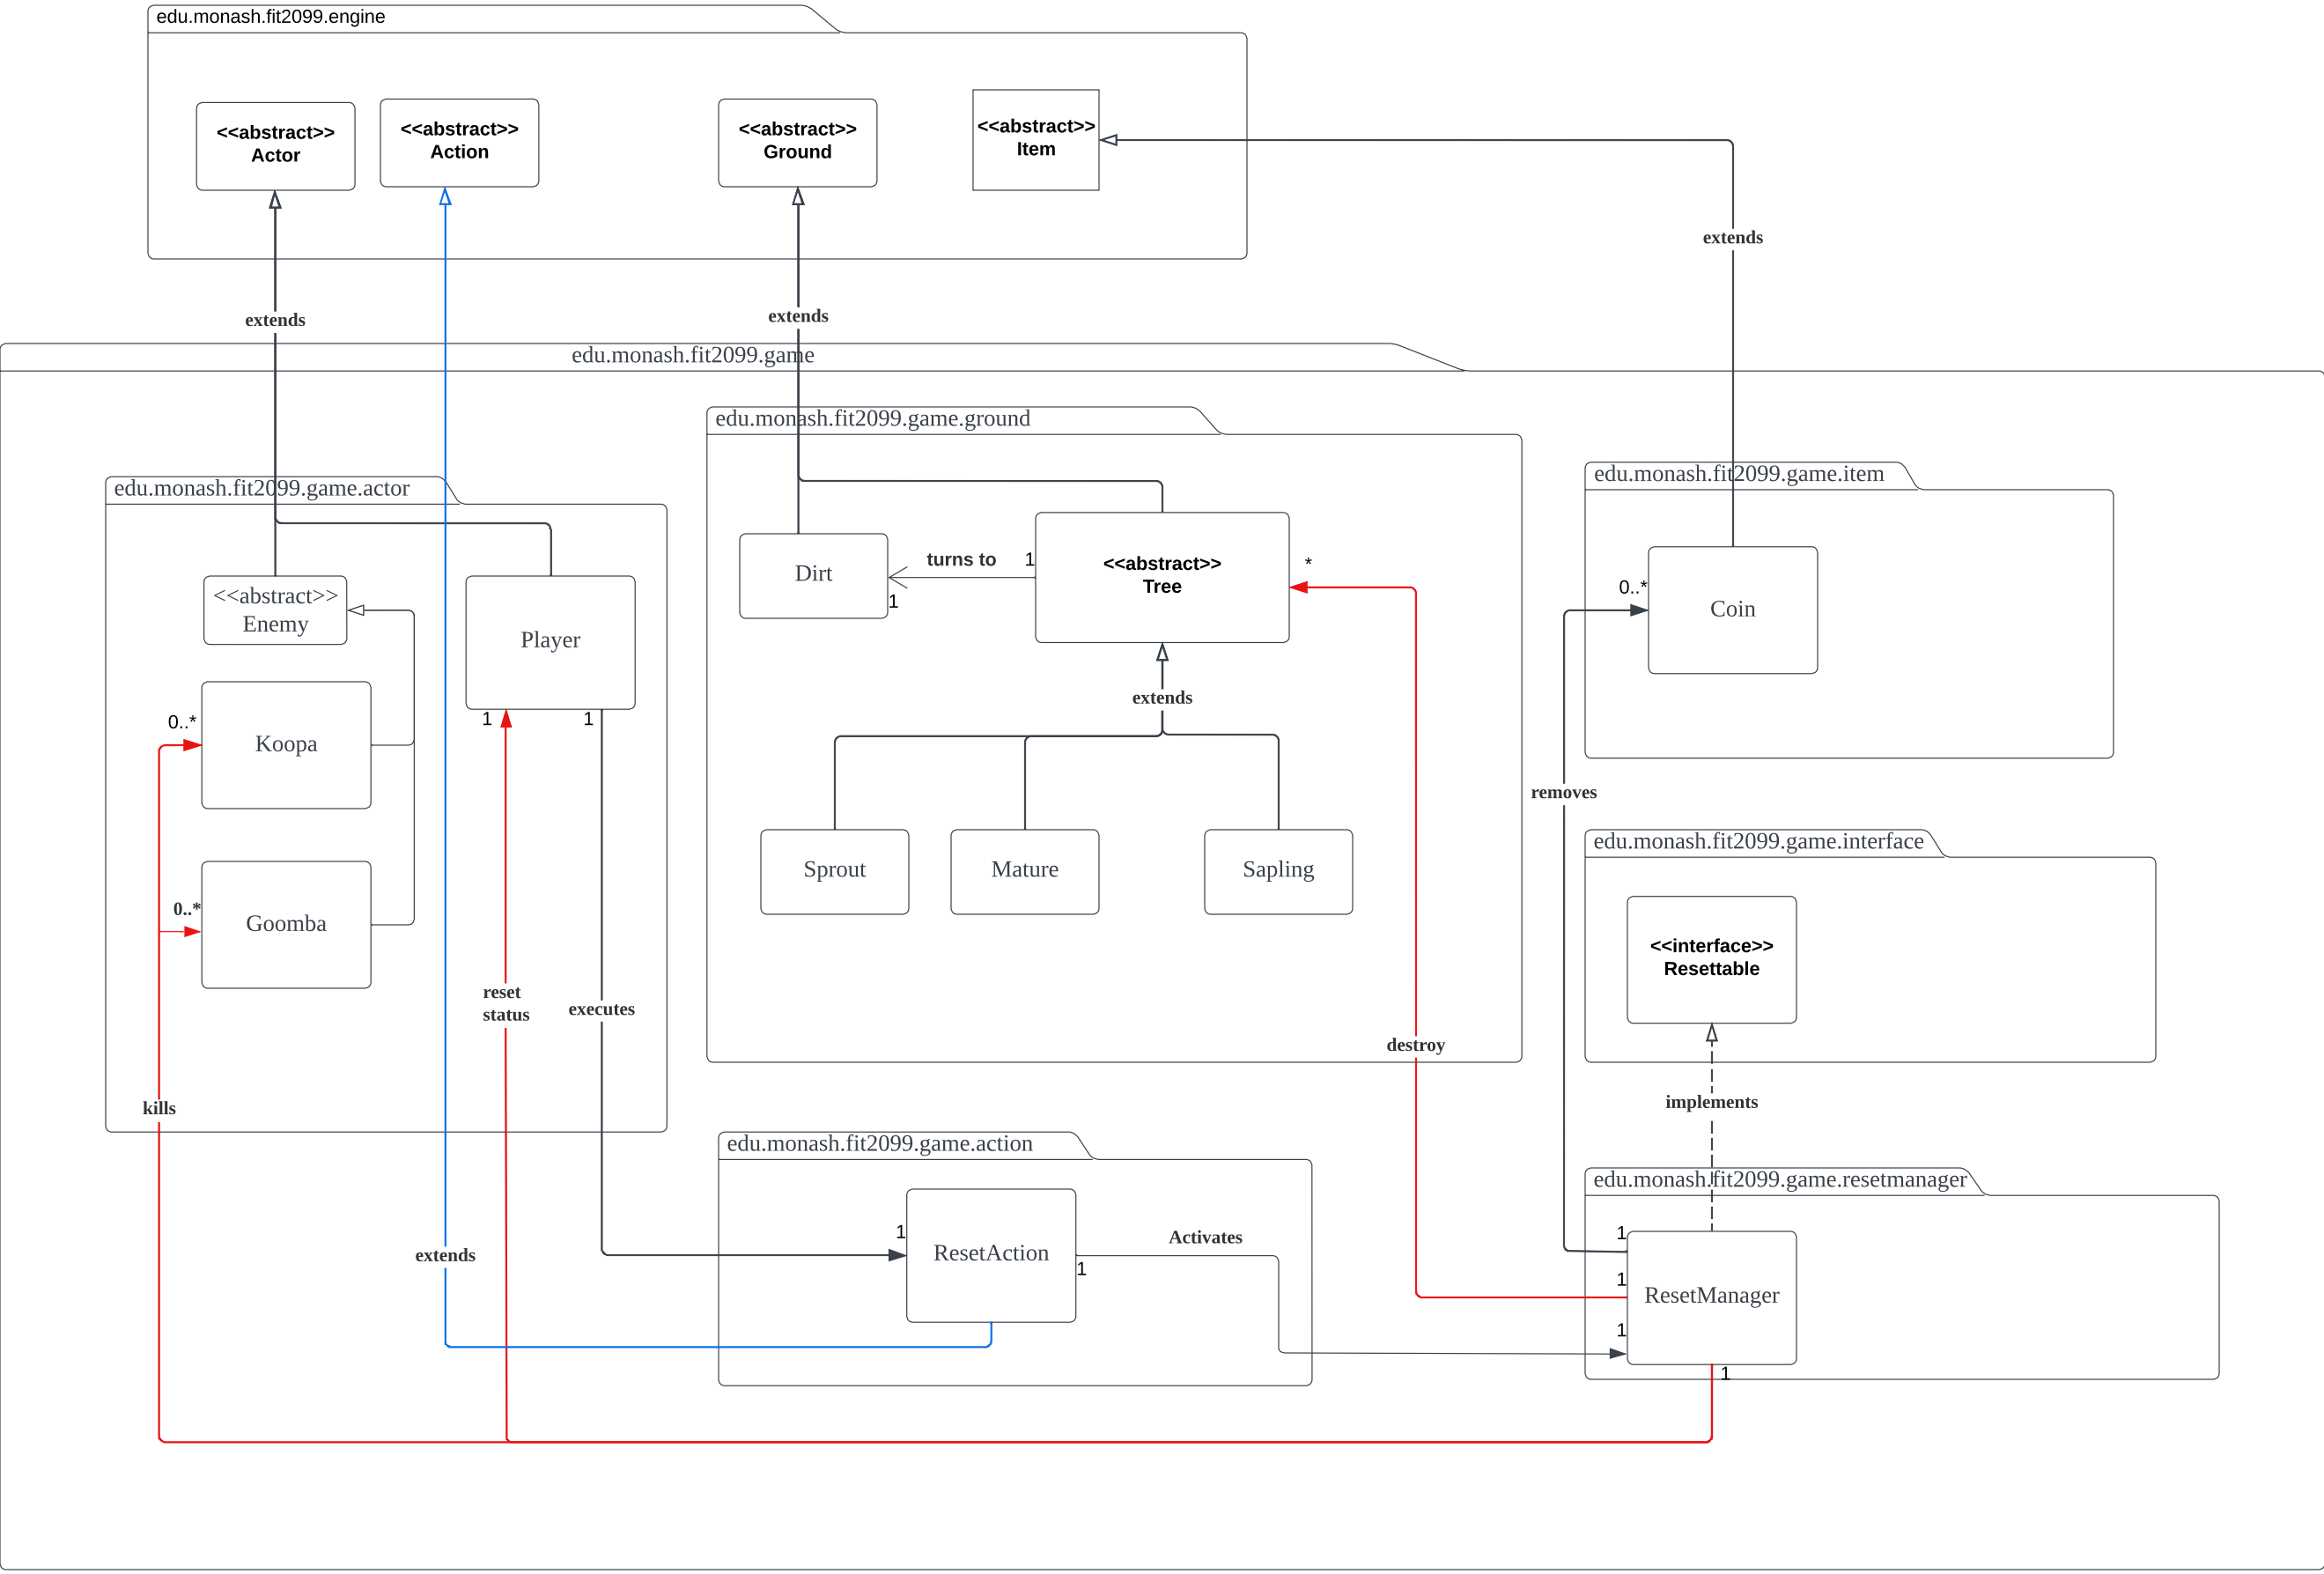 edu.monash.fit2099.engine
<<abstract>>
Actor
<<abstract>>
Action
<<abstract>>
Ground
<<abstract>>
Item
extends
extends
extends
edu.monash.fit2099.game
edu.monash.fit2099.game.ground
edu.monash.fit2099.game.item
edu.monash.fit2099.game.actor
Dirt
turns to
1
1
<<abstract>>
Tree
*
0..*
Coin
<<abstract>>
Enemy
Player
1
1
0..*
Koopa
extends
removes
0..*
Goomba
Sprout
Mature
Sapling
edu.monash.fit2099.game.interface
<<interface>>
Resettable
reset
status
executes
destroy
kills
implements
edu.monash.fit2099.game.action
edu.monash.fit2099.game.resetmanager
1
ResetAction
1
Activates
extends
1
1
ResetManager
1
1